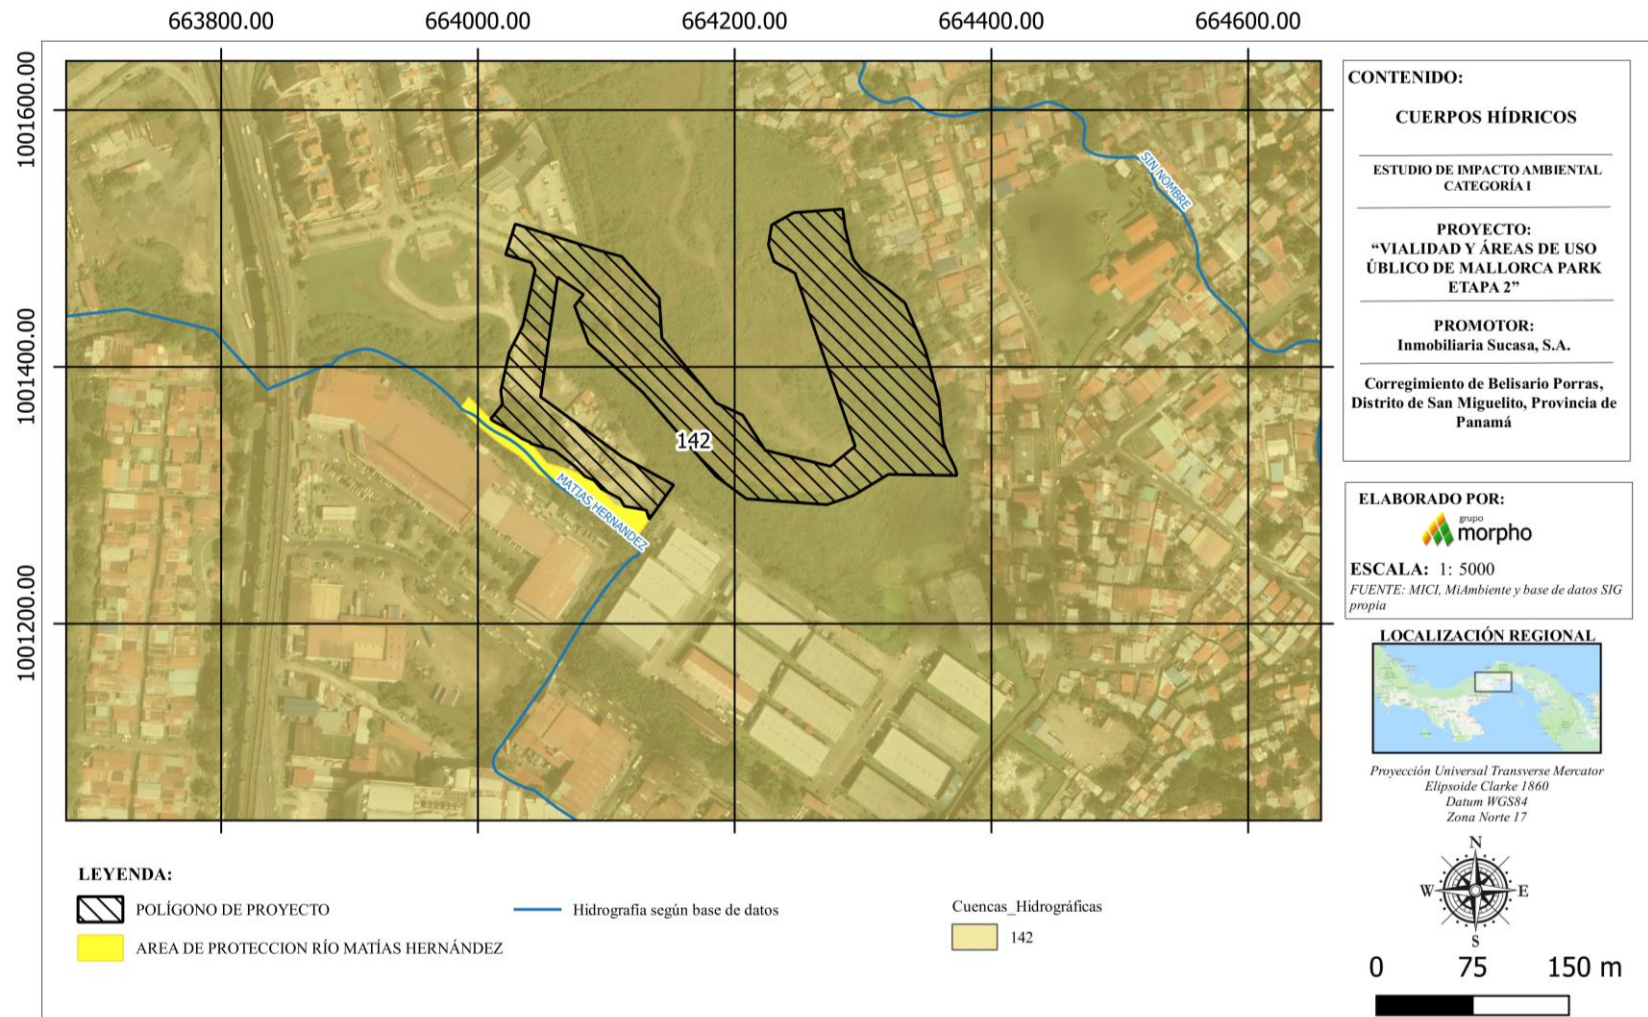 663800.00 664000.00 664200.00 664400.00 664600.00
1001600.00
1001400.00
1001200.00
SIN NOMBRE
142
MATIAS HERNANDEZ
CONTENIDO:
CUERPOS HÍDRICOS
ESTUDIO DE IMPACTO AMBIENTAL
CATEGORÍA I
PROYECTO:
“VIALIDAD Y ÁREAS DE USO
ÚBLICO DE MALLORCA PARK
ETAPA 2”
PROMOTOR:
Inmobiliaria Sucasa, S.A.
Corregimiento de Belisario Porras,
Distrito de San Miguelito, Provincia de
Panamá
ELABORADO POR:
grupo
morpho
ESCALA: 1: 5000
FUENTE: MICI, MiAmbiente y base de datos SIG
propia
LOCALIZACIÓN REGIONAL
Proyección Universal Transverse Mercator
Elipsoide Clarke 1860
Datum WGS84
Zona Norte 17
N
W E
S
0 75 150 m
LEYENDA:
POLÍGONO DE PROYECTO
AREA DE PROTECCION RÍO MATÍAS HERNÁNDEZ
Hidrografía según base de datos
Cuencas_Hidrográficas
142